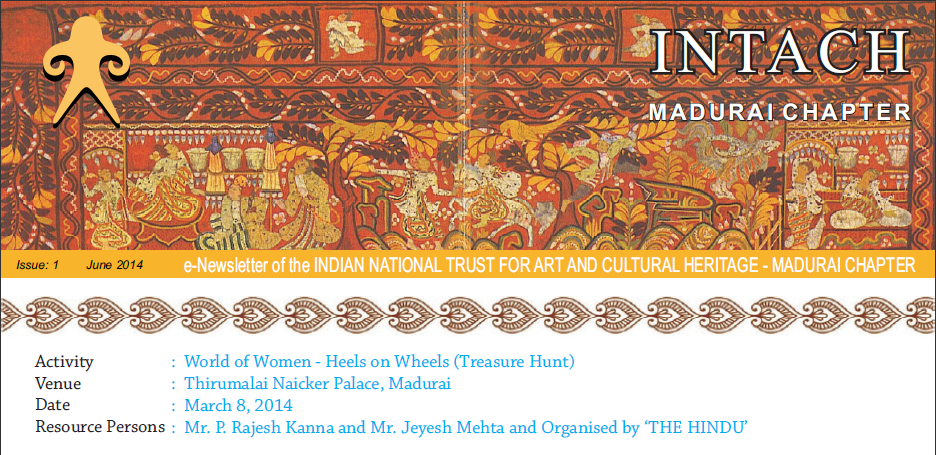 INTACH
MADURAI CHAPTER
Issue: 1 June 2014 e-Newsletter of the INDIAN NATIONAL TRUST FOR ART AND CULTURAL HERITAGE - MADURAI CHAPTER
Activity : World of Women - Heels on Wheels (Treasure Hunt)
Venue : Thirumalai Naicker Palace, Madurai
Date : March 8, 2014
Resource Persons : Mr. P. Rajesh Kanna and Mr. Jeyesh Mehta and Organised by ‘THE HINDU’